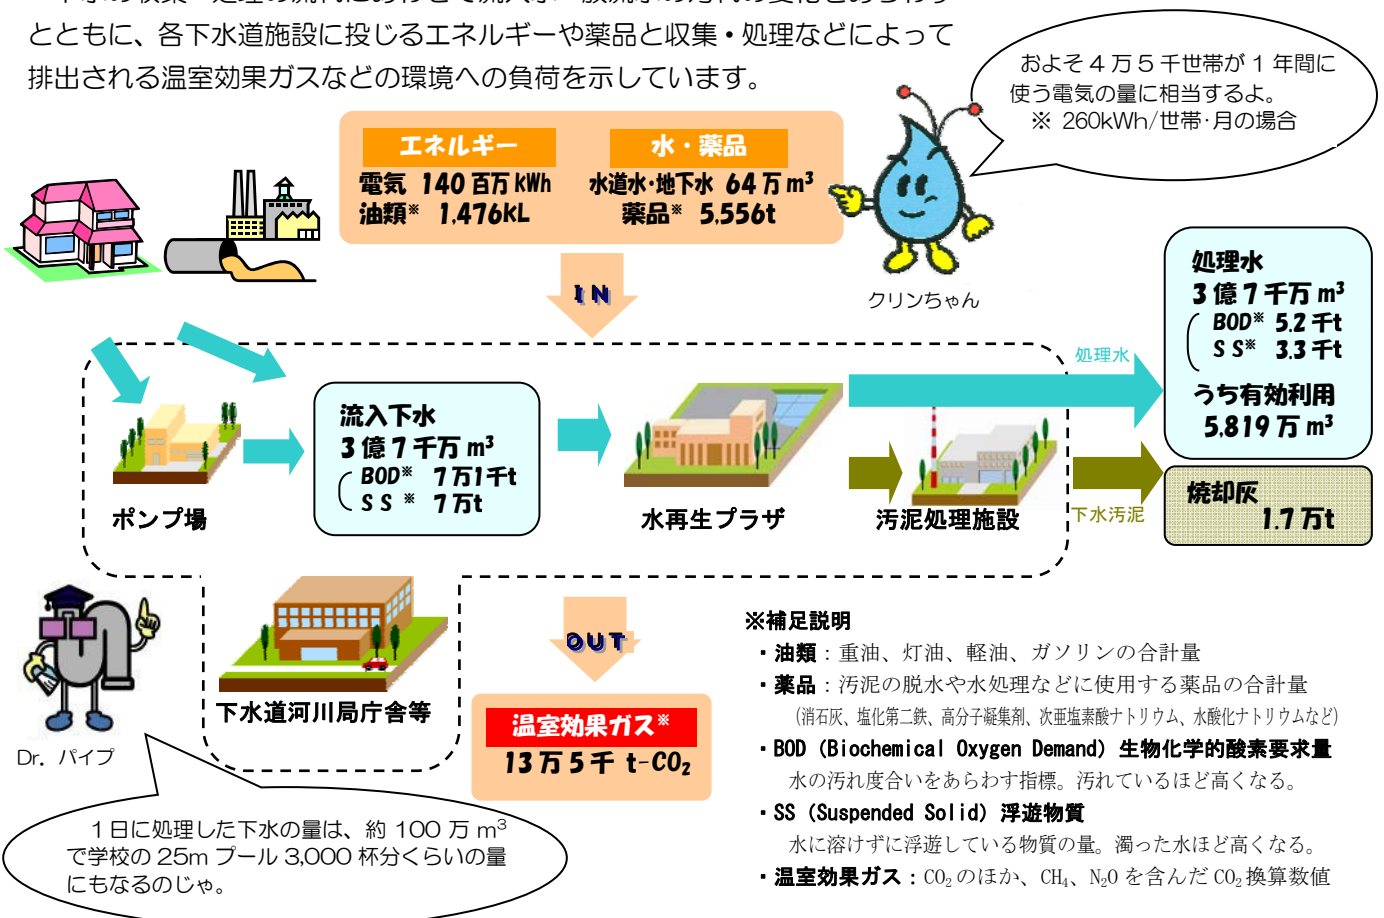 とともに、各下水道施設に投じるエネルギーや薬品と収集・処理などによって
排出される温室効果ガスなどの環境への負荷を示しています。
およそ4万5千世帯が1年間に
使う電気の量に相当するよ。
※ 260kWh/世帯・月の場合
エネルギー
電気 140百万kWh
油類※ 1,476kL
水・薬品
水道水・地下水 64万m³
薬品※ 5,556t
クリンちゃん
IN
処理水
3億7千万m³
BOD※ 5.2千t
SS※ 3.3千t
うち有効利用
5,819万m³
処理水
流入下水
3億7千万m³
BOD※ 7万1千t
SS※ 7万t
ポンプ場
水再生プラザ
汚泥処理施設
下水汚泥
焼却灰
1.7万t
下水道河川局庁舎等
OUT
温室効果ガス※
13万5千 t-CO₂
Dr. パイプ
1日に処理した下水の量は、約100万m³
で学校の25mプール3,000杯分くらいの量
にもなるのじゃ。
※補足説明
・油類：重油、灯油、軽油、ガソリンの合計量
・薬品：汚泥の脱水や水処理などに使用する薬品の合計量
（消石灰、塩化第二鉄、高分子凝集剤、次亜塩素酸ナトリウム、水酸化ナトリウムなど）
・BOD（Biochemical Oxygen Demand）生物化学的酸素要求量
水の汚れ度合いをあらわす指標。汚れているほど高くなる。
・SS（Suspended Solid）浮遊物質
水に溶けずに浮遊している物質の量。濁った水ほど高くなる。
・温室効果ガス：CO₂のほか、CH₄、N₂Oを含んだCO₂換算数値